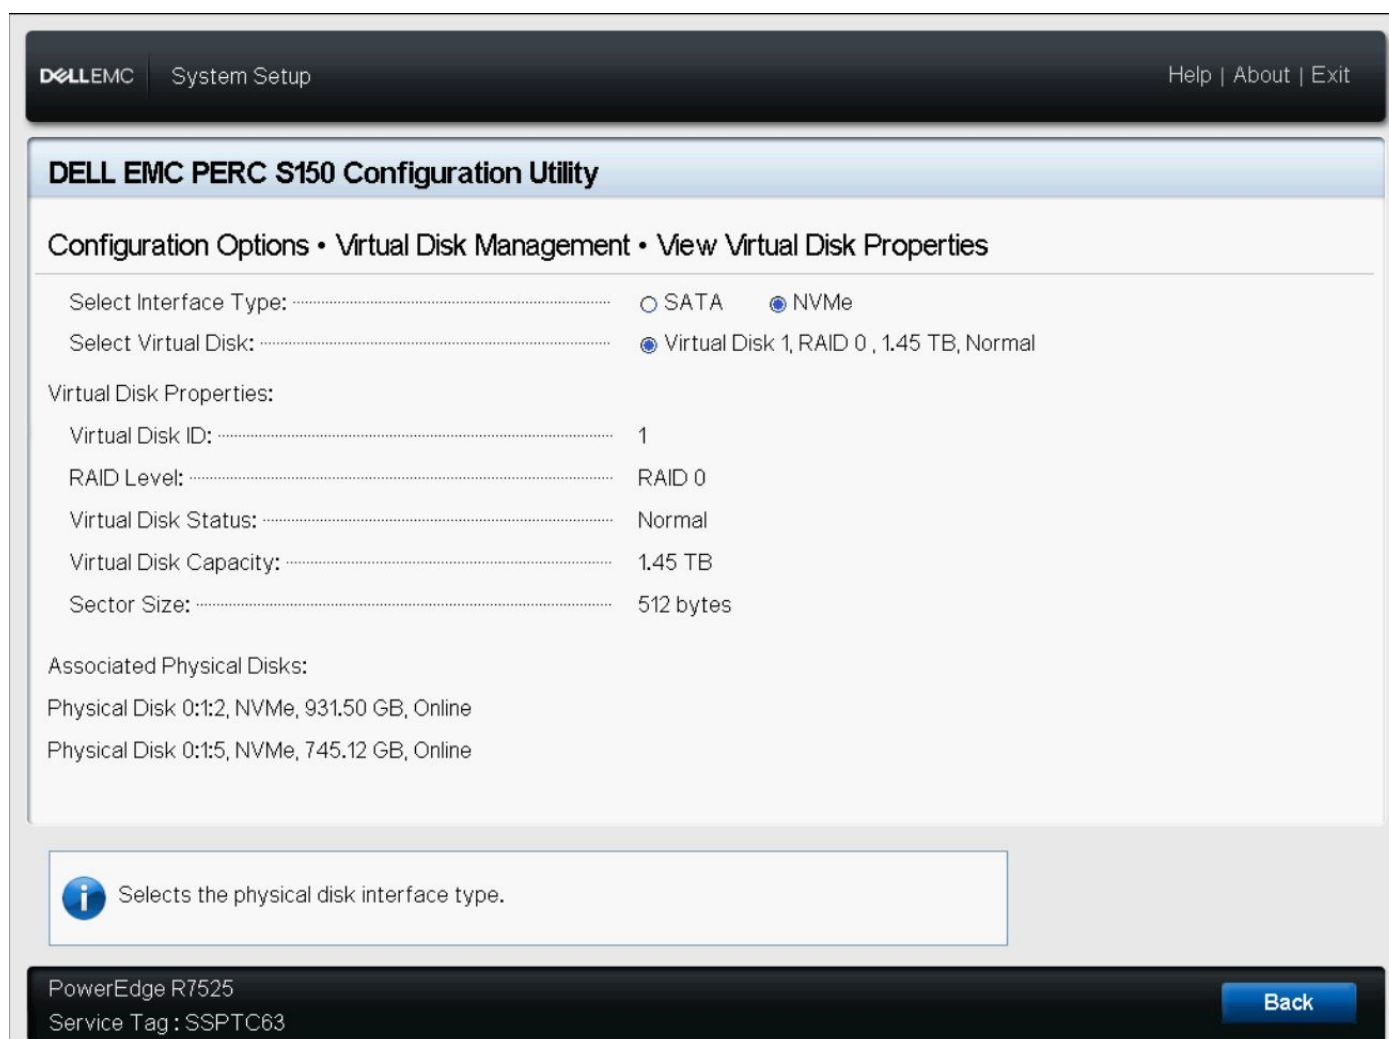 DELLEMC System Setup Help | About | Exit
DELL EMC PERC S150 Configuration Utility
Configuration Options • Virtual Disk Management • View Virtual Disk Properties
Select Interface Type: SATA NVMe
Select Virtual Disk: Virtual Disk 1, RAID 0 , 1.45 TB, Normal
Virtual Disk Properties:
Virtual Disk ID: 1
RAID Level: RAID 0
Virtual Disk Status: Normal
Virtual Disk Capacity: 1.45 TB
Sector Size: 512 bytes
Associated Physical Disks:
Physical Disk 0:1:2, NVMe, 931.50 GB, Online
Physical Disk 0:1:5, NVMe, 745.12 GB, Online
Selects the physical disk interface type.
PowerEdge R7525
Service Tag : SSPTC63
Back